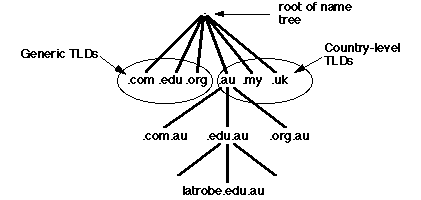 .
root of name
tree
Generic TLDs
Country-level
TLDs
.com .edu .org .au .my .uk
.com.au .edu.au .org.au
latrobe.edu.au